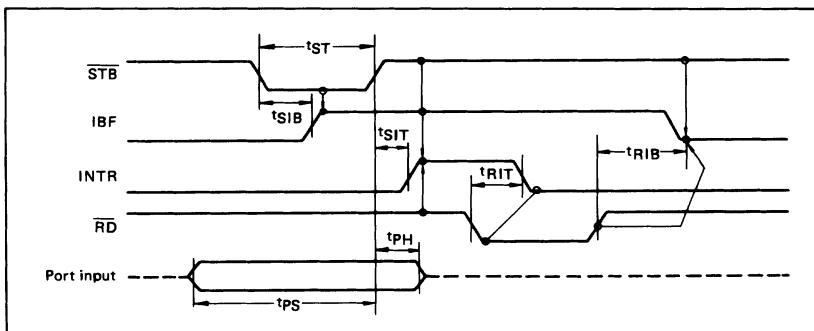 tST
STB
tSIB
IBF
tSIT
tRIB
INTR
tRIT
RD
tPH
Port input
tPS